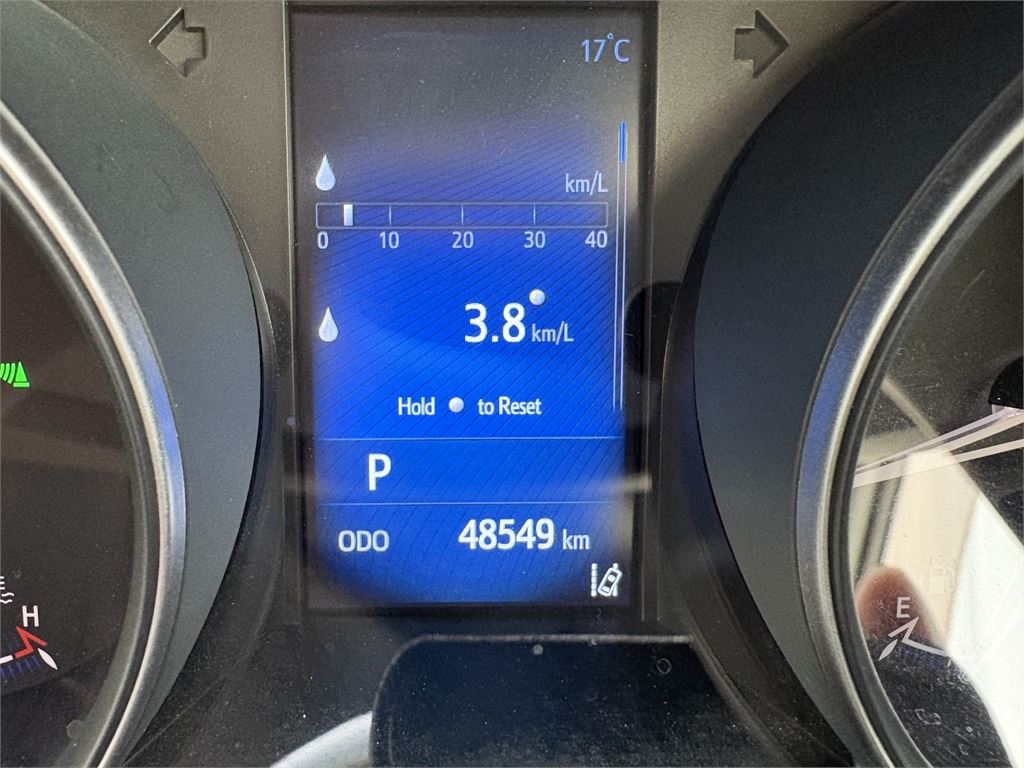 17°C
km/L
0 10 20 30 40
3.8 km/L
Hold to Reset
P
ODO 48549 km
H
E